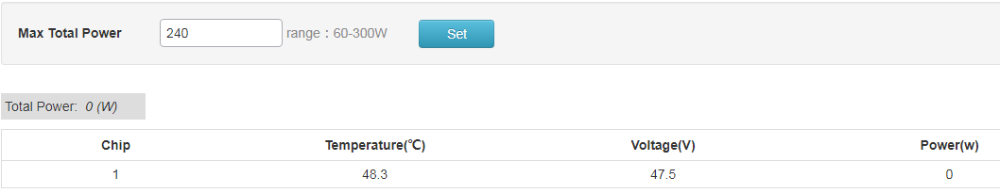 Max Total Power 240 range : 60-300W Set
Total Power: 0 (W)
Chip Temperature(℃) Voltage(V) Power(w)
1 48.3 47.5 0